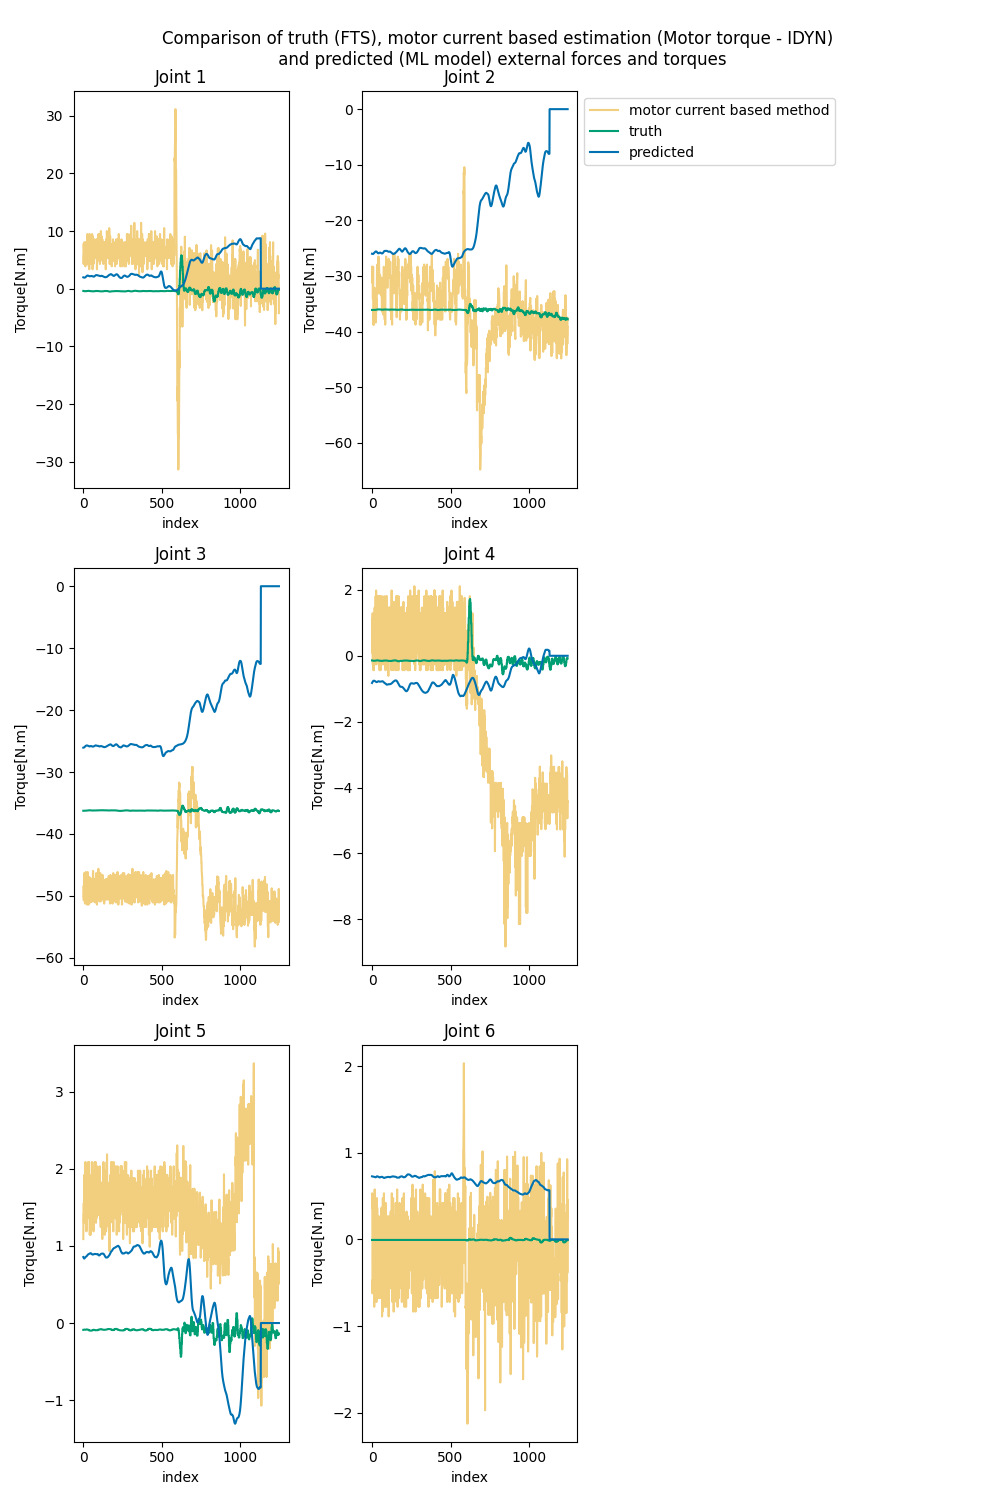 Comparison of truth (FTS), motor current based estimation (Motor torque - IDYN)
and predicted (ML model) external forces and torques
Joint 1
30
20
10
0
−10
−20
−30
Torque[N.m]
0 500 1000
index
Joint 2
0
−10
−20
−30
−40
−50
−60
Torque[N.m]
0 500 1000
index
motor current based method
truth
predicted
Joint 3
0
−10
−20
−30
−40
−50
−60
Torque[N.m]
0 500 1000
index
Joint 4
2
0
−2
−4
−6
−8
Torque[N.m]
0 500 1000
index
Joint 5
3
2
1
0
−1
Torque[N.m]
0 500 1000
index
Joint 6
2
1
0
−1
−2
Torque[N.m]
0 500 1000
index